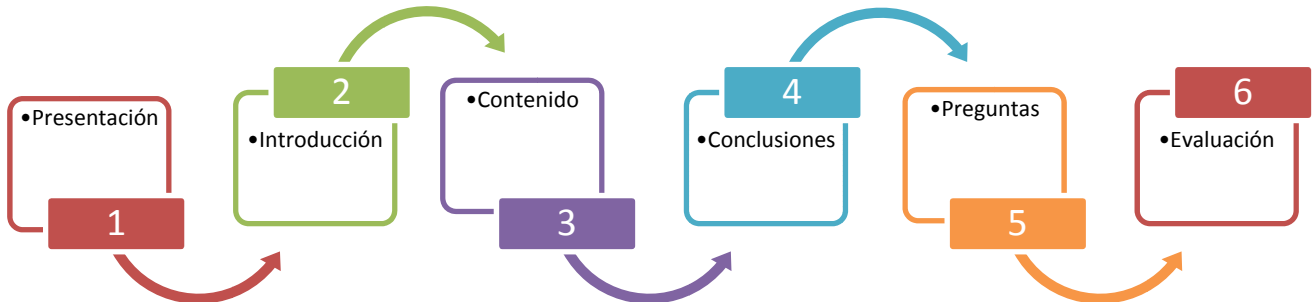 •Presentación
1
2
•Introducción
•Contenido
3
4
•Conclusiones
•Preguntas
5
6
•Evaluación